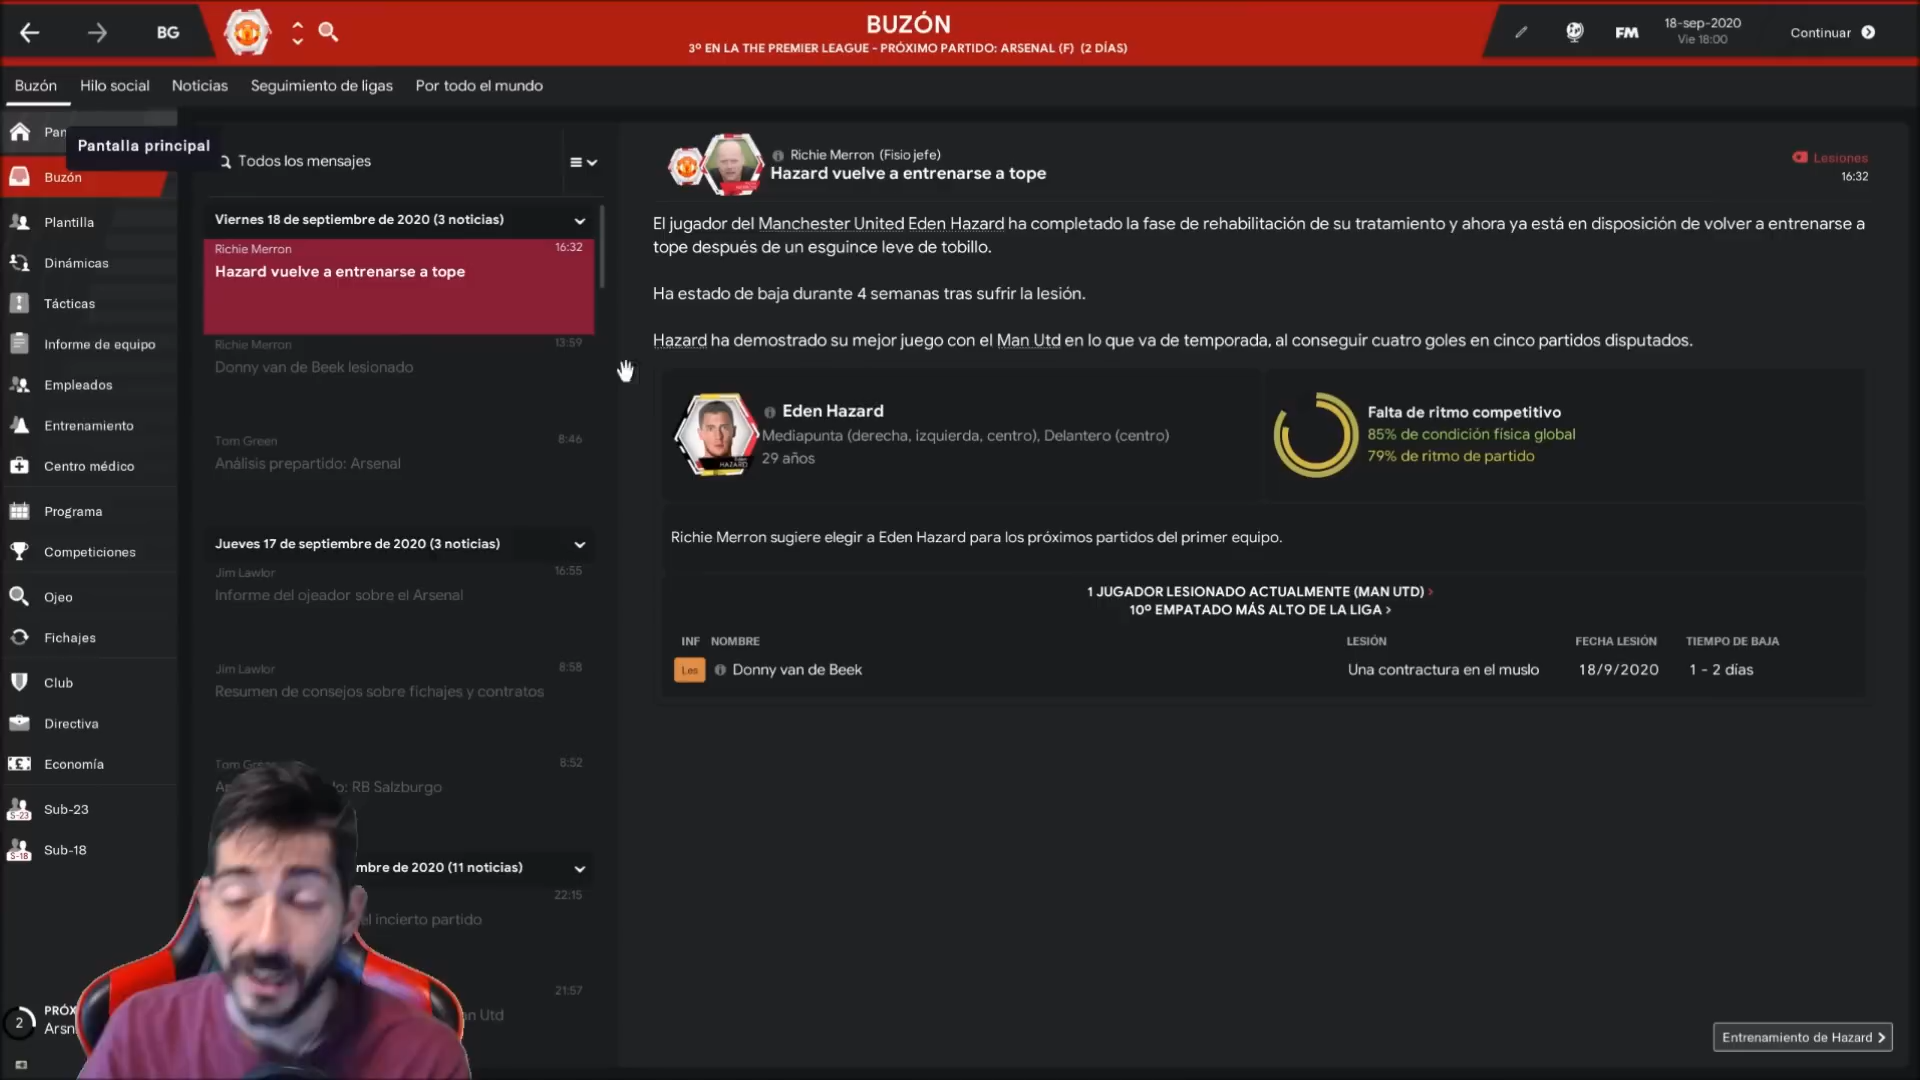 BG
BUZÓN
3º EN LA THE PREMIER LEAGUE - PRÓXIMO PARTIDO: ARSENAL (F) (2 DÍAS)
FM
18-sep-2020
Vie 18:00
Continuar
Buzón
Hilo social
Noticias
Seguimiento de ligas
Por todo el mundo
Pan
Pantalla principal
Buzón
Plantilla
Dinámicas
Tácticas
Informe de equipo
Empleados
Entrenamiento
Centro médico
Programa
Competiciones
Ojeo
Fichajes
Club
Directiva
Economía
S-23
Sub-23
S-18
Sub-18
2
PRÓX
Arsn
Todos los mensajes
Viernes 18 de septiembre de 2020 (3 noticias)
Richie Merron
16:32
Hazard vuelve a entrenarse a tope
Richie Merron
13:59
Donny van de Beek lesionado
Tom Green
8:46
Análisis prepartido: Arsenal
Jueves 17 de septiembre de 2020 (3 noticias)
Jim Lawlor
16:55
Informe del ojeador sobre el Arsenal
Jim Lawlor
8:58
Resumen de consejos sobre fichajes y contratos
Tom Gre
8:52
lo: RB Salzburgo
mbre de 2020 (11 noticias)
22:15
el incierto partido
21:57
an Utd
Richie Merron (Fisio jefe)
Hazard vuelve a entrenarse a tope
Lesiones
16:32
El jugador del Manchester United Eden Hazard ha completado la fase de rehabilitación de su tratamiento y ahora ya está en disposición de volver a entrenarse a
tope después de un esguince leve de tobillo.
Ha estado de baja durante 4 semanas tras sufrir la lesión.
Hazard ha demostrado su mejor juego con el Man Utd en lo que va de temporada, al conseguir cuatro goles en cinco partidos disputados.
HAZARD
Eden Hazard
Mediapunta (derecha, izquierda, centro), Delantero (centro)
29 años
Falta de ritmo competitivo
85% de condición física global
79% de ritmo de partido
Richie Merron sugiere elegir a Eden Hazard para los próximos partidos del primer equipo.
1 JUGADOR LESIONADO ACTUALMENTE (MAN UTD) >
10º EMPATADO MÁS ALTO DE LA LIGA >
INF NOMBRE LESIÓN FECHA LESIÓN TIEMPO DE BAJA
Les Donny van de Beek Una contractura en el muslo 18/9/2020 1 - 2 días
Entrenamiento de Hazard >